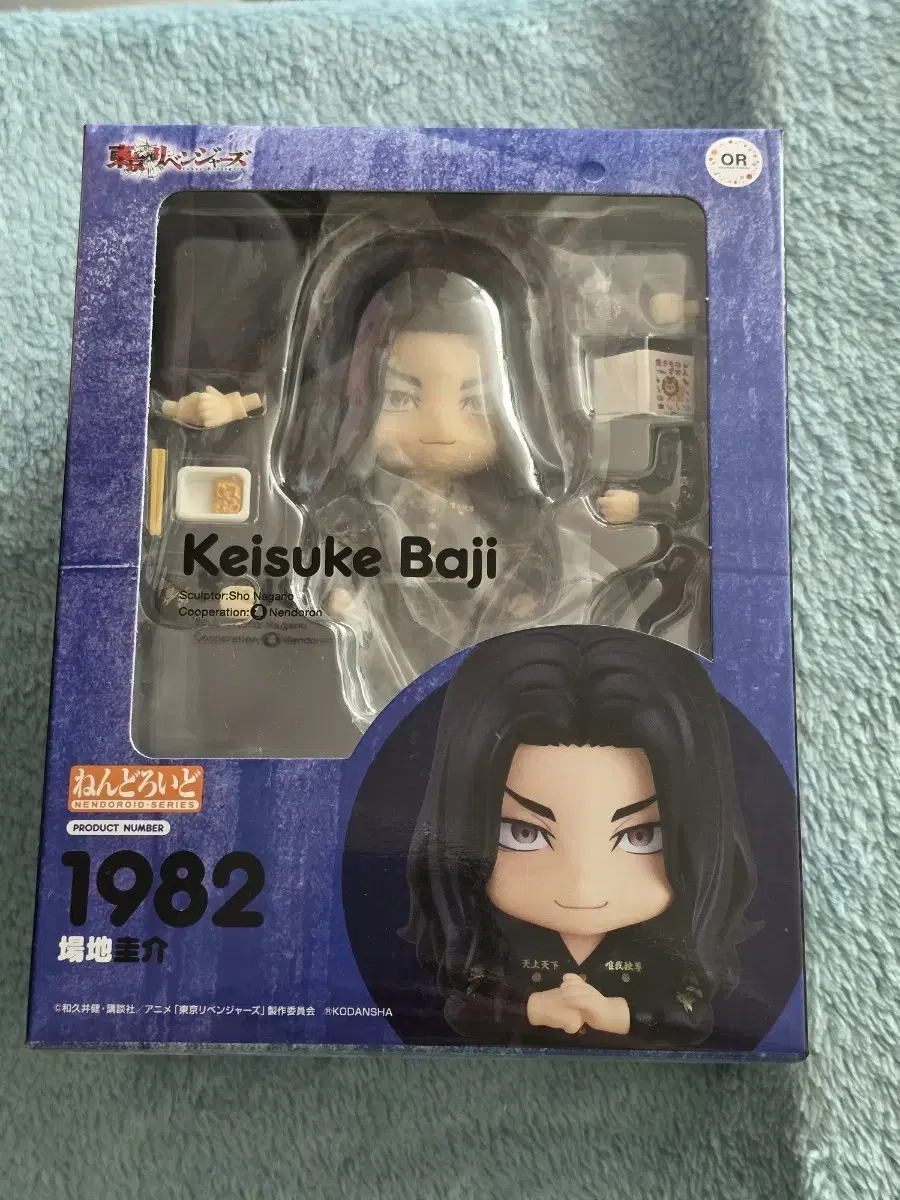 東京リベンジャーズ
OR
Keisuke Baji
Sculptor:Sho Nagano
Cooperation: Nendoron
ねんどろいど
NENDOROID-SERIES
PRODUCT NUMBER
1982
場地圭介
天上天下 唯我独尊
©和久井健・講談社／アニメ「東京リベンジャーズ」製作委員会 ®KODANSHA